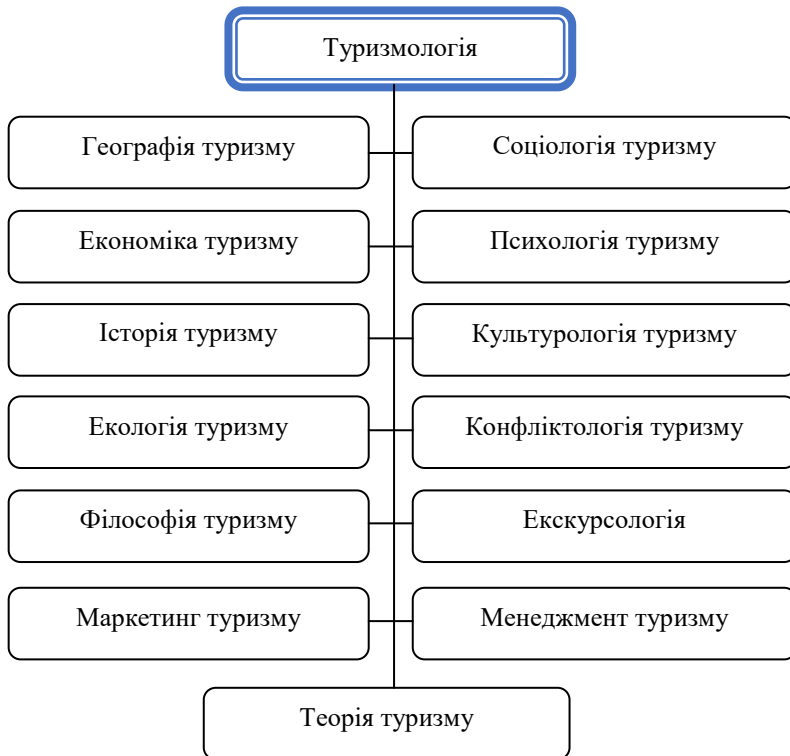 Туризмологія
Географія туризму
Соціологія туризму
Економіка туризму
Психологія туризму
Історія туризму
Культурологія туризму
Екологія туризму
Конфліктологія туризму
Філософія туризму
Екскурсологія
Маркетинг туризму
Менеджмент туризму
Теорія туризму